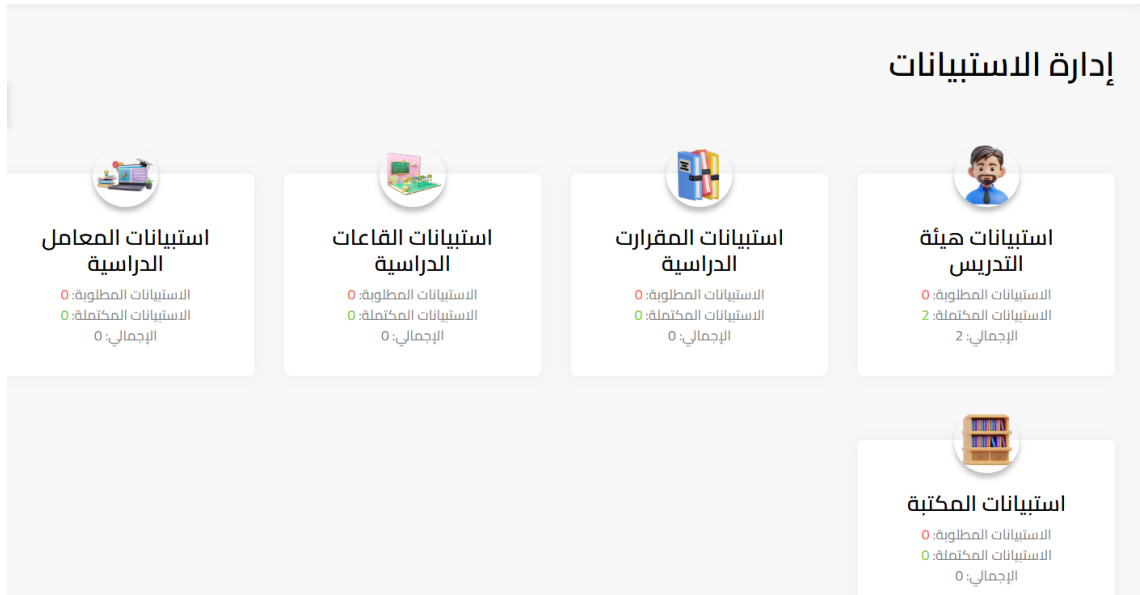 إدارة الاستبيانات
استبيانات هيئة
التدريس
الاستبيانات المطلوبة: 0
الاستبيانات المكتملة: 2
الإجمالي: 2
استبيانات المقرارت
الدراسية
الاستبيانات المطلوبة: 0
الاستبيانات المكتملة: 0
الإجمالي: 0
استبيانات القاعات
الدراسية
الاستبيانات المطلوبة: 0
الاستبيانات المكتملة: 0
الإجمالي: 0
استبيانات المعامل
الدراسية
الاستبيانات المطلوبة: 0
الاستبيانات المكتملة: 0
الإجمالي: 0
استبيانات المكتبة
الاستبيانات المطلوبة: 0
الاستبيانات المكتملة: 0
الإجمالي: 0